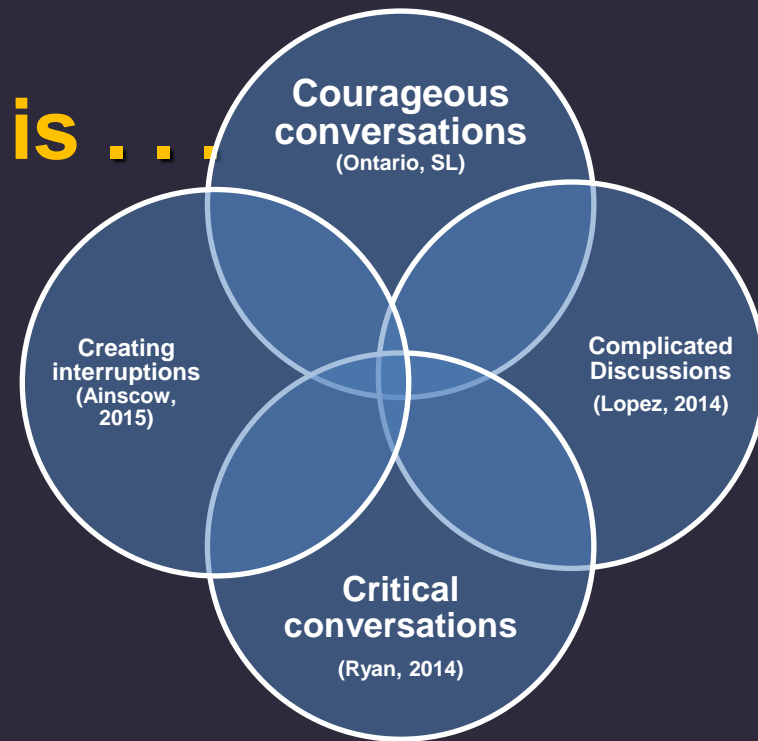 is . . .
Courageous
conversations
(Ontario, SL)
Creating
interruptions
(Ainscow,
2015)
Complicated
Discussions
(Lopez, 2014)
Critical
conversations
(Ryan, 2014)